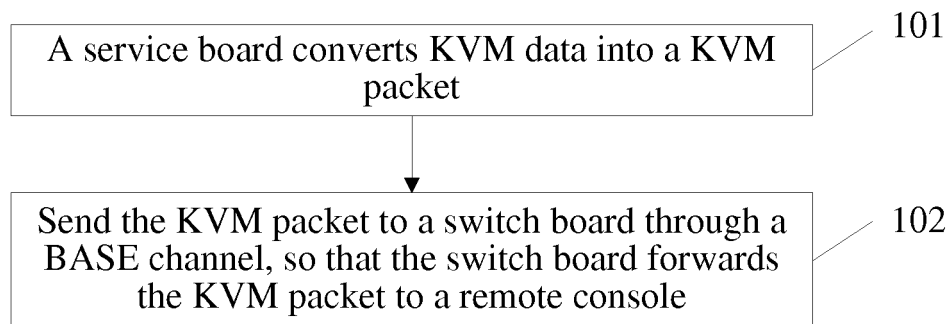 101
A service board converts KVM data into a KVM
packet
102
Send the KVM packet to a switch board through a
BASE channel, so that the switch board forwards
the KVM packet to a remote console